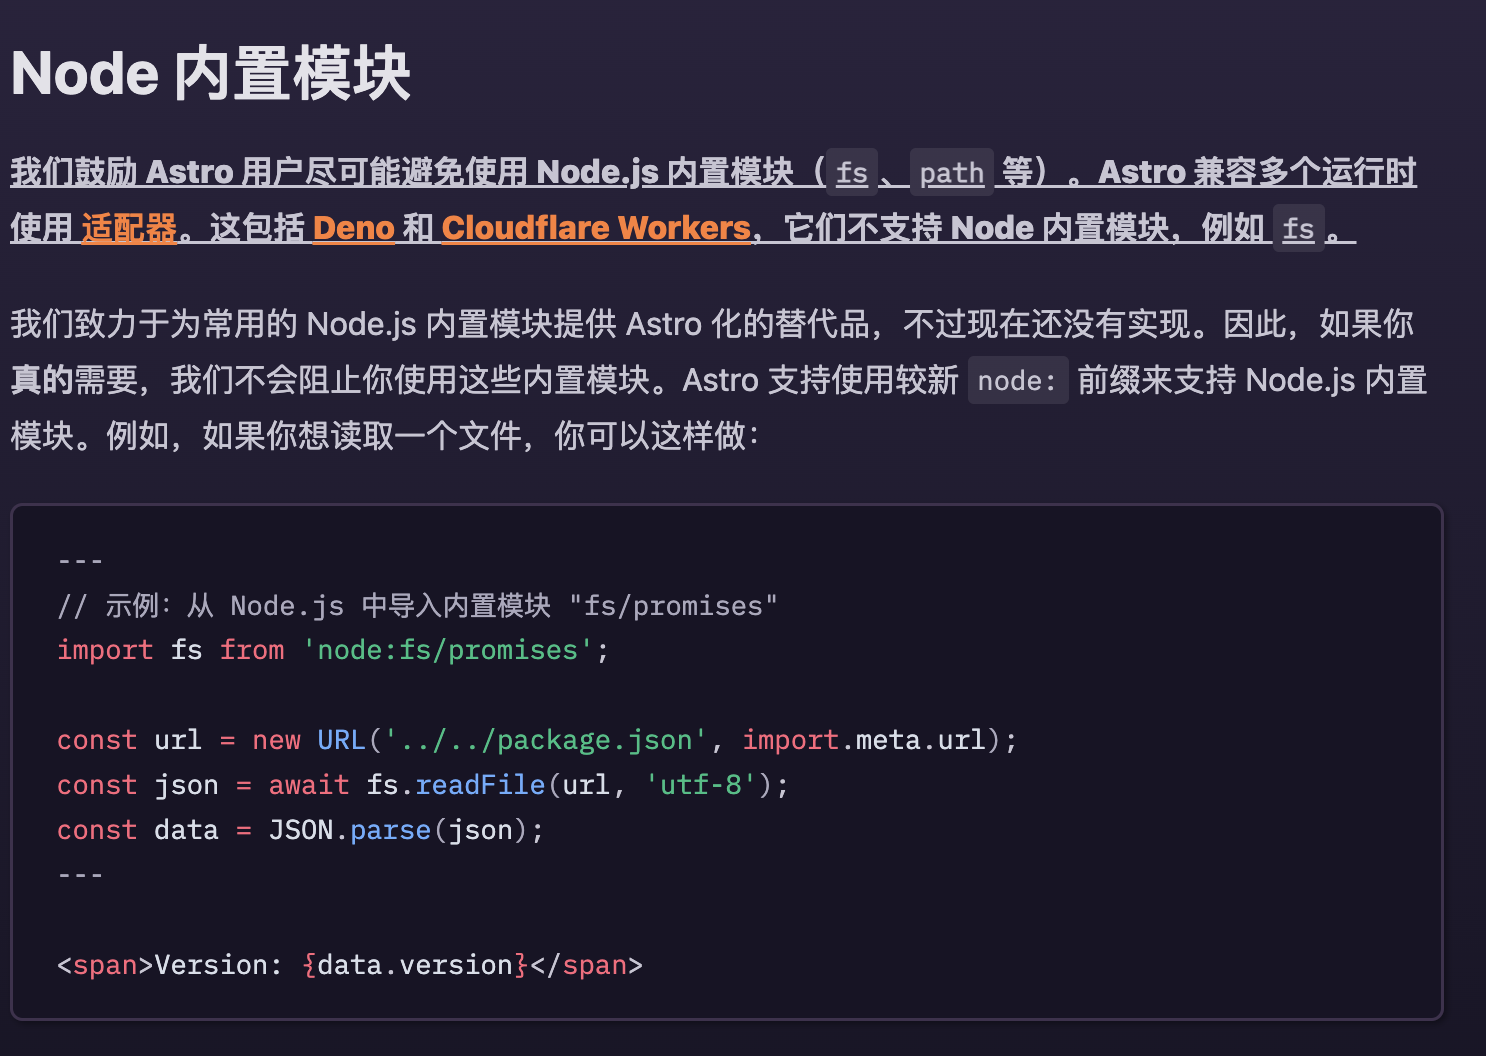 Node 内置模块
我们鼓励 Astro 用户尽可能避免使用 Node.js 内置模块（fs、path 等）。Astro 兼容多个运行时
使用 适配器。这包括 Deno 和 Cloudflare Workers，它们不支持 Node 内置模块，例如 fs。
我们致力于为常用的 Node.js 内置模块提供 Astro 化的替代品，不过现在还没有实现。因此，如果你
真的需要，我们不会阻止你使用这些内置模块。Astro 支持使用较新 node: 前缀来支持 Node.js 内置
模块。例如，如果你想读取一个文件，你可以这样做：
---
// 示例：从 Node.js 中导入内置模块 "fs/promises"
import fs from 'node:fs/promises';
const url = new URL('../../package.json', import.meta.url);
const json = await fs.readFile(url, 'utf-8');
const data = JSON.parse(json);
---
<span>Version: {data.version}</span>